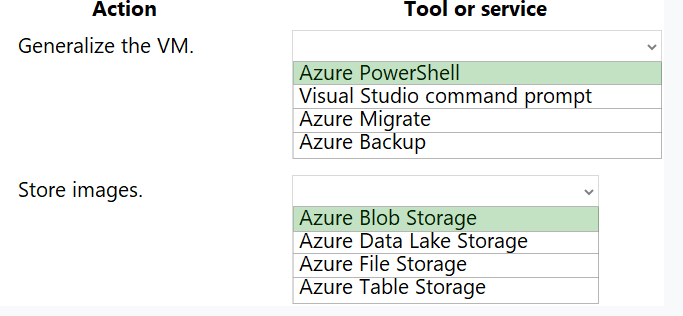 Action Tool or service
Generalize the VM.
Azure PowerShell
Visual Studio command prompt
Azure Migrate
Azure Backup
Store images.
Azure Blob Storage
Azure Data Lake Storage
Azure File Storage
Azure Table Storage